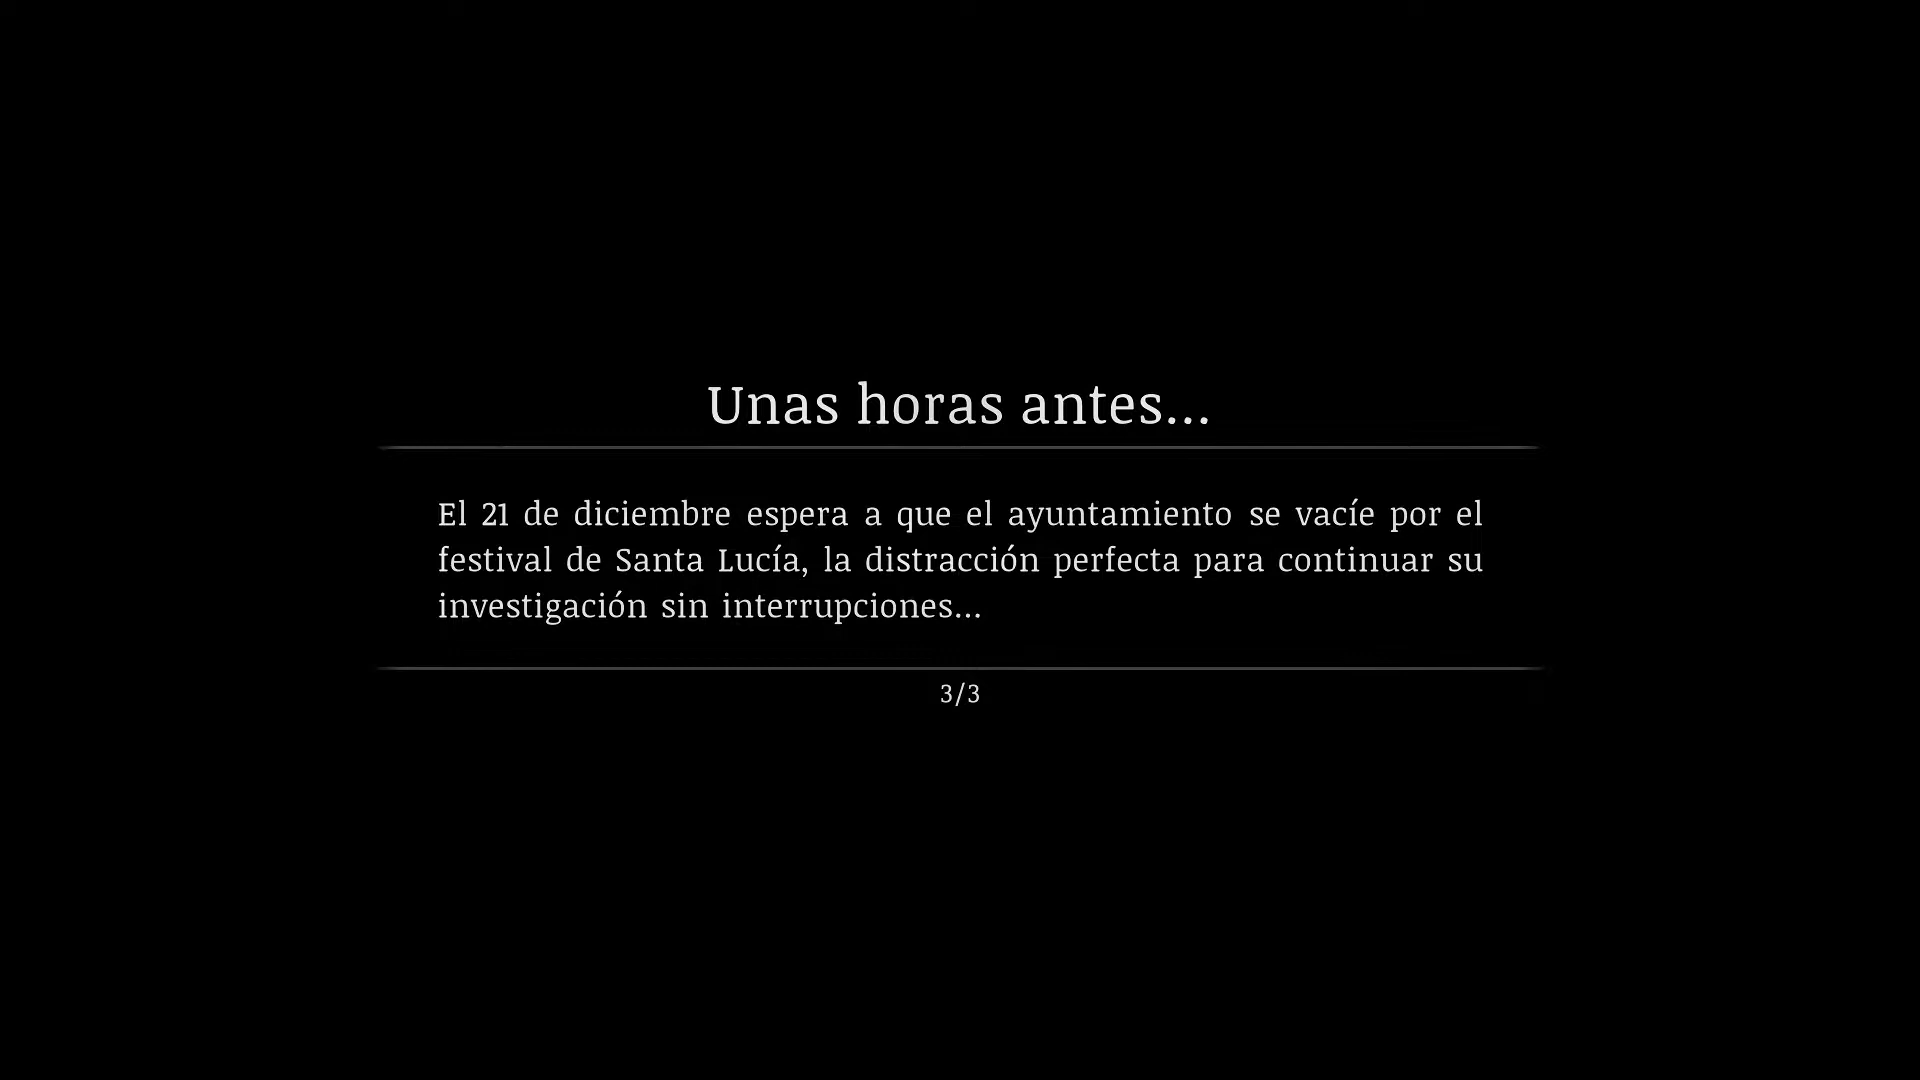 Unas horas antes...
El 21 de diciembre espera a que el ayuntamiento se vacíe por el
festival de Santa Lucía, la distracción perfecta para continuar su
investigación sin interrupciones...
3/3